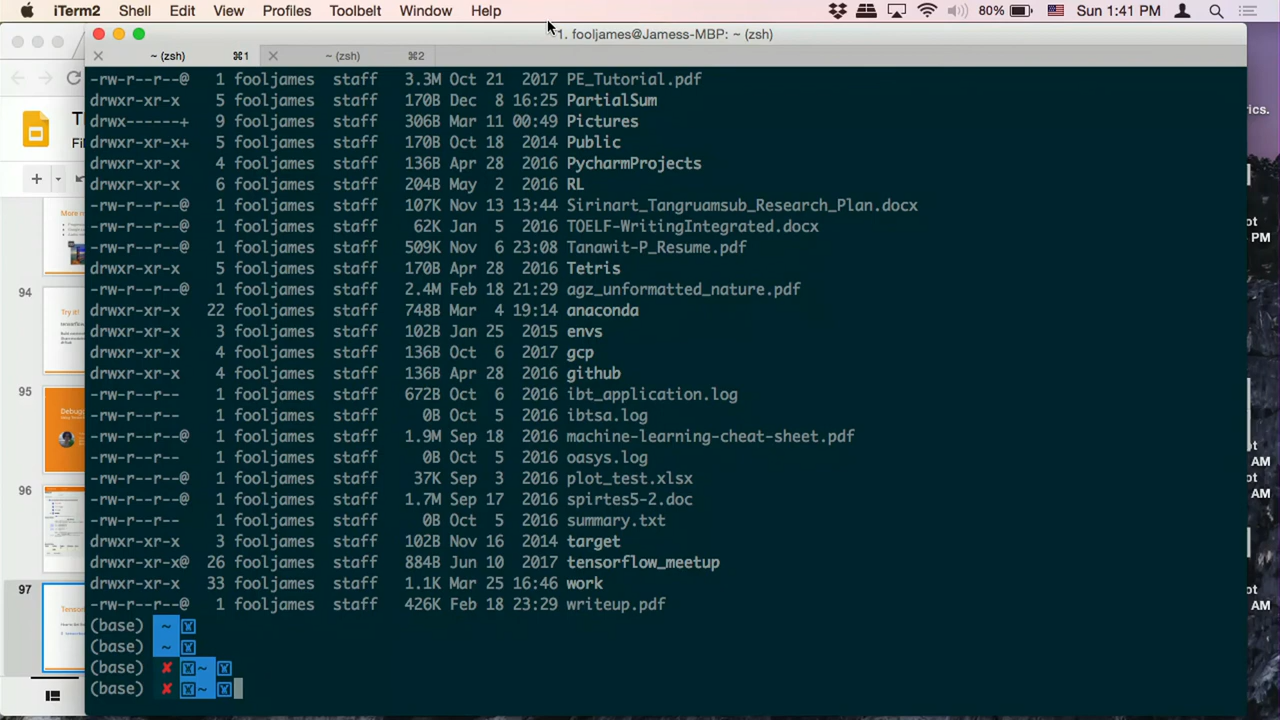 iTerm2 Shell Edit View Profiles Toolbelt Window Help 80% Sun 1:41 PM
1. fooljames@Jamess-MBP: ~ (zsh)
~ (zsh) ⌘1 ~ (zsh) ⌘2
-rw-r--r--@ 1 fooljames staff 3.3M Oct 21 2017 PE_Tutorial.pdf
drwxr-xr-x 5 fooljames staff 170B Dec 8 16:25 PartialSum
drwx------+ 9 fooljames staff 306B Mar 11 00:49 Pictures
drwxr-xr-x+ 5 fooljames staff 170B Oct 18 2014 Public
drwxr-xr-x 4 fooljames staff 136B Apr 28 2016 PycharmProjects
drwxr-xr-x 6 fooljames staff 204B May 2 2016 RL
-rw-r--r--@ 1 fooljames staff 107K Nov 13 13:44 Sirinart_Tangruamsub_Research_Plan.docx
-rw-r--r--@ 1 fooljames staff 62K Jan 5 2016 TOELF-WritingIntegrated.docx
-rw-r--r--@ 1 fooljames staff 509K Nov 6 23:08 Tanawit-P_Resume.pdf
drwxr-xr-x 5 fooljames staff 170B Apr 28 2016 Tetris
-rw-r--r--@ 1 fooljames staff 2.4M Feb 18 21:29 agz_unformatted_nature.pdf
drwxr-xr-x 22 fooljames staff 748B Mar 4 19:14 anaconda
drwxr-xr-x 3 fooljames staff 102B Jan 25 2015 envs
drwxr-xr-x 4 fooljames staff 136B Oct 6 2017 gcp
drwxr-xr-x 4 fooljames staff 136B Apr 28 2016 github
-rw-r--r-- 1 fooljames staff 672B Oct 6 2016 ibt_application.log
-rw-r--r-- 1 fooljames staff 0B Oct 5 2016 ibtsa.log
-rw-r--r--@ 1 fooljames staff 1.9M Sep 18 2016 machine-learning-cheat-sheet.pdf
-rw-r--r-- 1 fooljames staff 0B Oct 5 2016 oasys.log
-rw-r--r--@ 1 fooljames staff 37K Sep 3 2016 plot_test.xlsx
-rw-r--r--@ 1 fooljames staff 1.7M Sep 17 2016 spirtes5-2.doc
-rw-r--r-- 1 fooljames staff 0B Oct 5 2016 summary.txt
drwxr-xr-x 3 fooljames staff 102B Nov 16 2014 target
drwxr-xr-x@ 26 fooljames staff 884B Jun 10 2017 tensorflow_meetup
drwxr-xr-x 33 fooljames staff 1.1K Mar 25 16:46 work
-rw-r--r--@ 1 fooljames staff 426K Feb 18 23:29 writeup.pdf
(base) ~
(base) ~
(base) ✘ ~
(base) ✘ ~
94
Try it!
95
96
97
rics.
ot
PM
ot AM
ot AM
ot AM